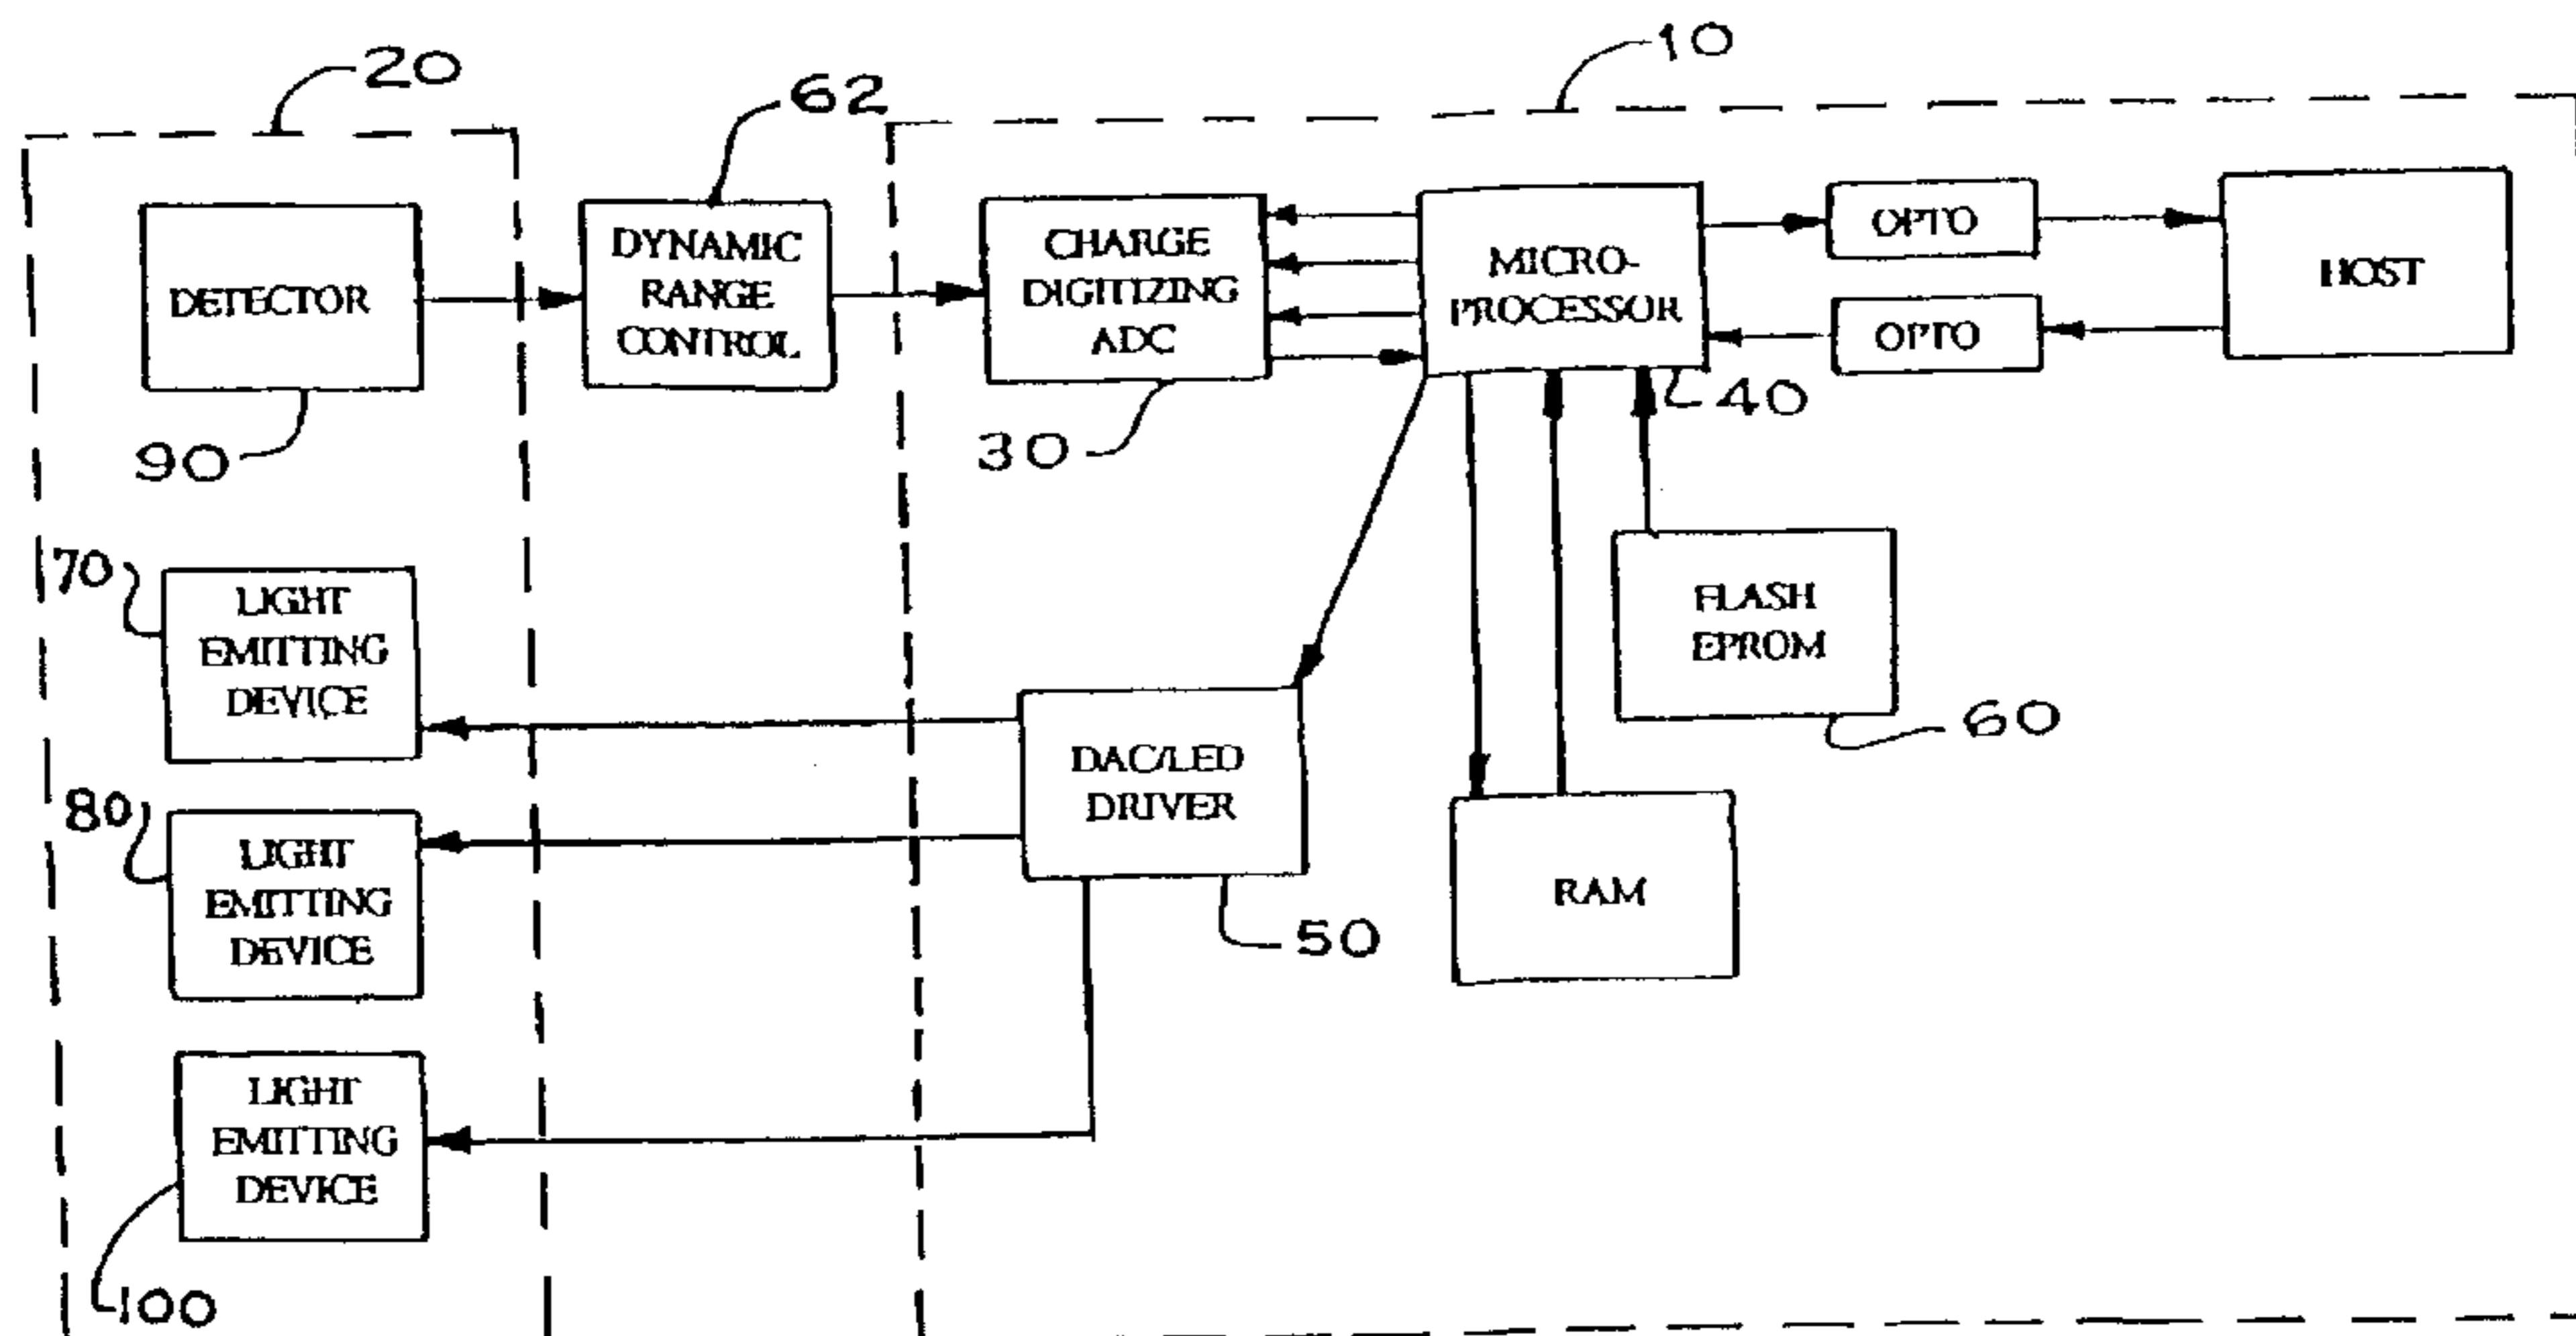 20
62
10
DETECTOR
90
DYNAMIC
RANGE
CONTROL
CHARGE
DIGITIZING
ADC
30
MICRO-
PROCESSOR
40
OPTO
OPTO
HOST
70
LIGHT
EMITTING
DEVICE
80
LIGHT
EMITTING
DEVICE
LIGHT
EMITTING
DEVICE
100
DAC/LED
DRIVER
50
FLASH
EPROM
60
RAM